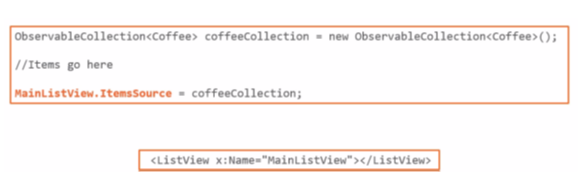 ObservableCollection<Coffee> coffeeCollection = new ObservableCollection<Coffee>();
//Items go here
MainListView.ItemsSource = coffeeCollection;
<ListView x:Name="MainListView"></ListView>